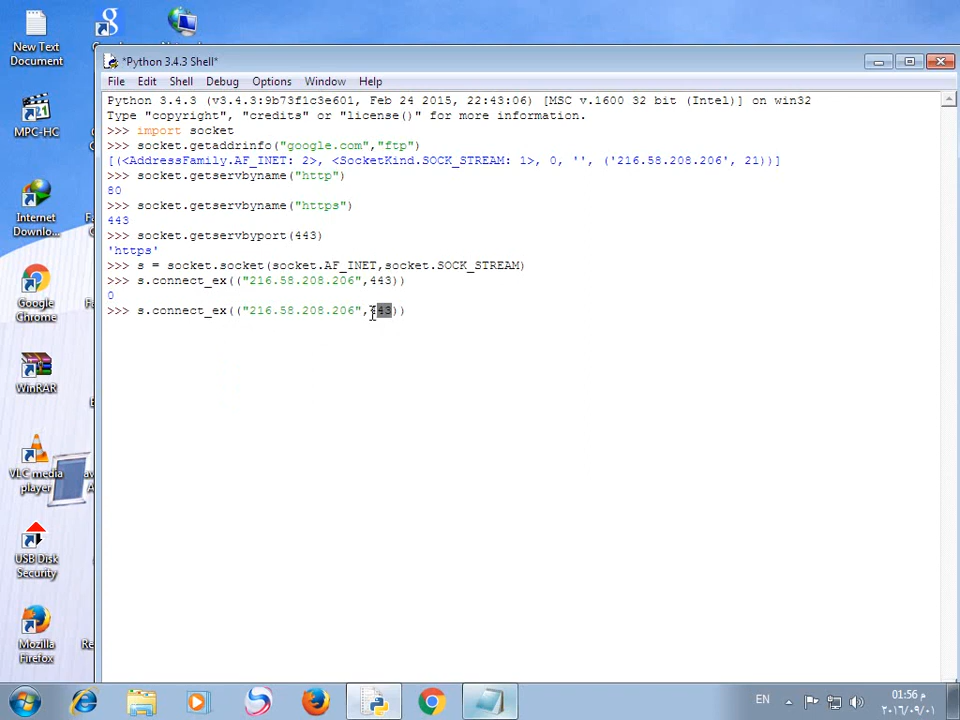 New Text
Document
MPC-HC
Internet
Downlo...
Google
Chrome
WinRAR
VLC media
player
USB Disk
Security
Mozilla
Firefox
*Python 3.4.3 Shell*
File Edit Shell Debug Options Window Help
Python 3.4.3 (v3.4.3:9b73f1c3e601, Feb 24 2015, 22:43:06) [MSC v.1600 32 bit (Intel)] on win32
Type "copyright", "credits" or "license()" for more information.
>>> import socket
>>> socket.getaddrinfo("google.com","ftp")
[(<AddressFamily.AF_INET: 2>, <SocketKind.SOCK_STREAM: 1>, 0, '', ('216.58.208.206', 21))]
>>> socket.getservbyname("http")
80
>>> socket.getservbyname("https")
443
>>> socket.getservbyport(443)
'https'
>>> s = socket.socket(socket.AF_INET,socket.SOCK_STREAM)
>>> s.connect_ex(("216.58.208.206",443))
0
>>> s.connect_ex(("216.58.208.206",443))
EN
01:56 م
٢٠١٦/٠٩/٠١